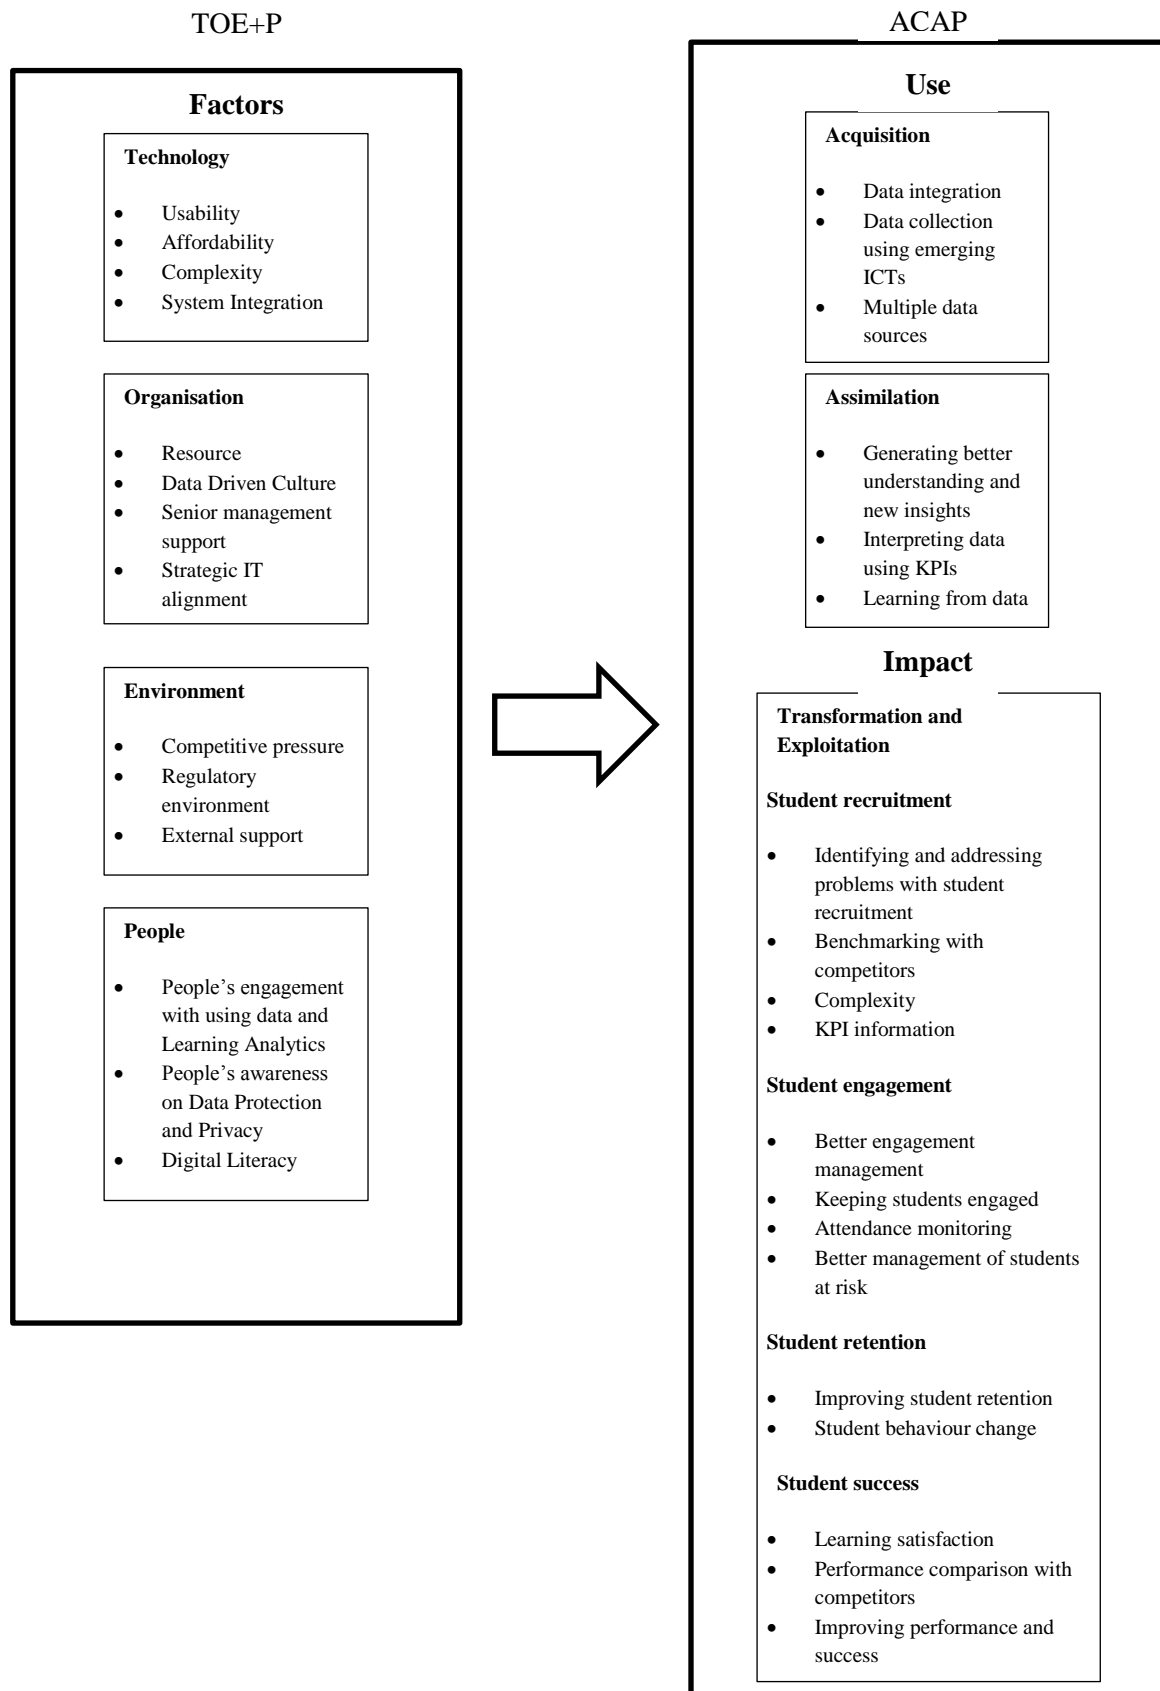 TOE+P
Factors
Technology
• Usability
• Affordability
• Complexity
• System Integration
Organisation
• Resource
• Data Driven Culture
• Senior management
support
• Strategic IT
alignment
Environment
• Competitive pressure
• Regulatory
environment
• External support
People
• People’s engagement
with using data and
Learning Analytics
• People’s awareness
on Data Protection
and Privacy
• Digital Literacy
ACAP
Use
Acquisition
• Data integration
• Data collection
using emerging
ICTs
• Multiple data
sources
Assimilation
• Generating better
understanding and
new insights
• Interpreting data
using KPIs
• Learning from data
Impact
Transformation and
Exploitation
Student recruitment
• Identifying and addressing
problems with student
recruitment
• Benchmarking with
competitors
• Complexity
• KPI information
Student engagement
• Better engagement
management
• Keeping students engaged
• Attendance monitoring
• Better management of students
at risk
Student retention
• Improving student retention
• Student behaviour change
Student success
• Learning satisfaction
• Performance comparison with
competitors
• Improving performance and
success